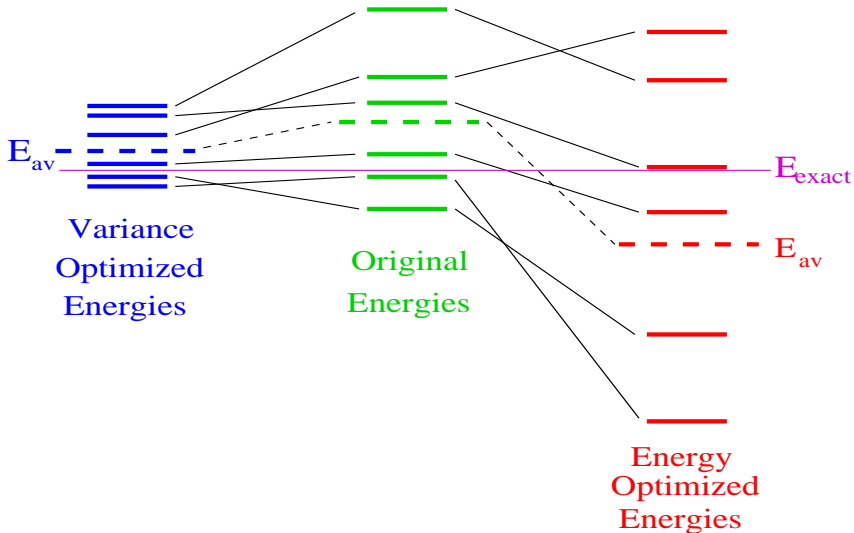 E_av
E_exact
Variance
Optimized
Energies
Original
Energies
E_av
Energy
Optimized
Energies